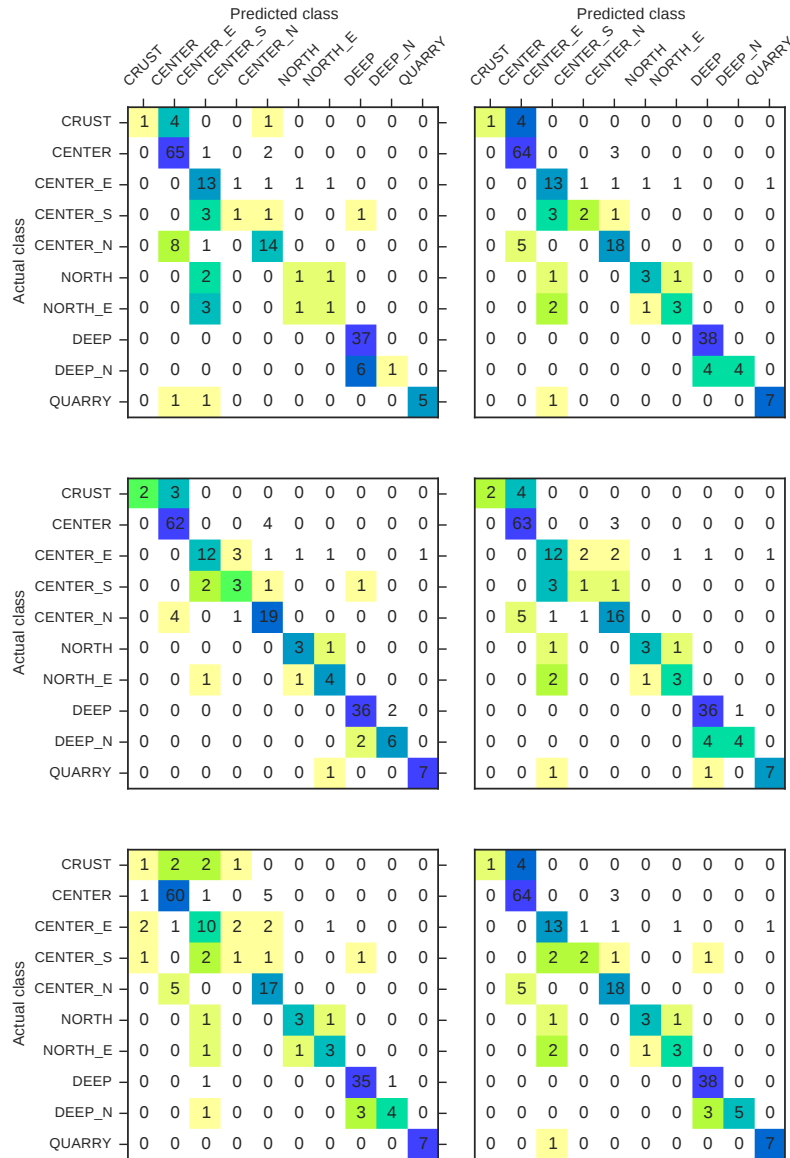 Predicted class Predicted class
CRUST CENTER CENTER_E CENTER_S CENTER_N NORTH NORTH_E DEEP DEEP_N QUARRY CRUST CENTER CENTER_E CENTER_S CENTER_N NORTH NORTH_E DEEP DEEP_N QUARRY
Actual class
CRUST 1 4 0 0 1 0 0 0 0 0 1 4 0 0 0 0 0 0 0 0
CENTER 0 65 1 0 2 0 0 0 0 0 0 64 0 0 3 0 0 0 0 0
CENTER_E 0 0 13 1 1 1 1 0 0 0 0 0 13 1 1 1 1 0 0 1
CENTER_S 0 0 3 1 1 0 0 1 0 0 0 0 3 2 1 0 0 0 0 0
CENTER_N 0 8 1 0 14 0 0 0 0 0 0 5 0 0 18 0 0 0 0 0
NORTH 0 0 2 0 0 1 1 0 0 0 0 0 1 0 0 3 1 0 0 0
NORTH_E 0 0 3 0 0 1 1 0 0 0 0 0 2 0 0 1 3 0 0 0
DEEP 0 0 0 0 0 0 0 37 0 0 0 0 0 0 0 0 0 38 0 0
DEEP_N 0 0 0 0 0 0 0 6 1 0 0 0 0 0 0 0 0 4 4 0
QUARRY 0 1 1 0 0 0 0 0 0 5 0 0 1 0 0 0 0 0 0 7
Actual class
CRUST 2 3 0 0 0 0 0 0 0 0 2 4 0 0 0 0 0 0 0 0
CENTER 0 62 0 0 4 0 0 0 0 0 0 63 0 0 3 0 0 0 0 0
CENTER_E 0 0 12 3 1 1 1 0 0 1 0 0 12 2 2 0 1 1 0 1
CENTER_S 0 0 2 3 1 0 0 1 0 0 0 0 3 1 1 0 0 0 0 0
CENTER_N 0 4 0 1 19 0 0 0 0 0 0 5 1 1 16 0 0 0 0 0
NORTH 0 0 0 0 0 3 1 0 0 0 0 0 1 0 0 3 1 0 0 0
NORTH_E 0 0 1 0 0 1 4 0 0 0 0 0 2 0 0 1 3 0 0 0
DEEP 0 0 0 0 0 0 0 36 2 0 0 0 0 0 0 0 0 36 1 0
DEEP_N 0 0 0 0 0 0 0 2 6 0 0 0 0 0 0 0 0 4 4 0
QUARRY 0 0 0 0 0 0 1 0 0 7 0 0 1 0 0 0 0 1 0 7
Actual class
CRUST 1 2 2 1 0 0 0 0 0 0 1 4 0 0 0 0 0 0 0 0
CENTER 1 60 1 0 5 0 0 0 0 0 0 64 0 0 3 0 0 0 0 0
CENTER_E 2 1 10 2 2 0 1 0 0 0 0 0 13 1 1 0 1 0 0 1
CENTER_S 1 0 2 1 1 0 0 1 0 0 0 0 2 2 1 0 0 1 0 0
CENTER_N 0 5 0 0 17 0 0 0 0 0 0 5 0 0 18 0 0 0 0 0
NORTH 0 0 1 0 0 3 1 0 0 0 0 0 1 0 0 3 1 0 0 0
NORTH_E 0 0 1 0 0 1 3 0 0 0 0 0 2 0 0 1 3 0 0 0
DEEP 0 0 1 0 0 0 0 35 1 0 0 0 0 0 0 0 0 38 0 0
DEEP_N 0 0 1 0 0 0 0 3 4 0 0 0 0 0 0 0 0 3 5 0
QUARRY 0 0 0 0 0 0 0 0 0 7 0 0 1 0 0 0 0 0 0 7